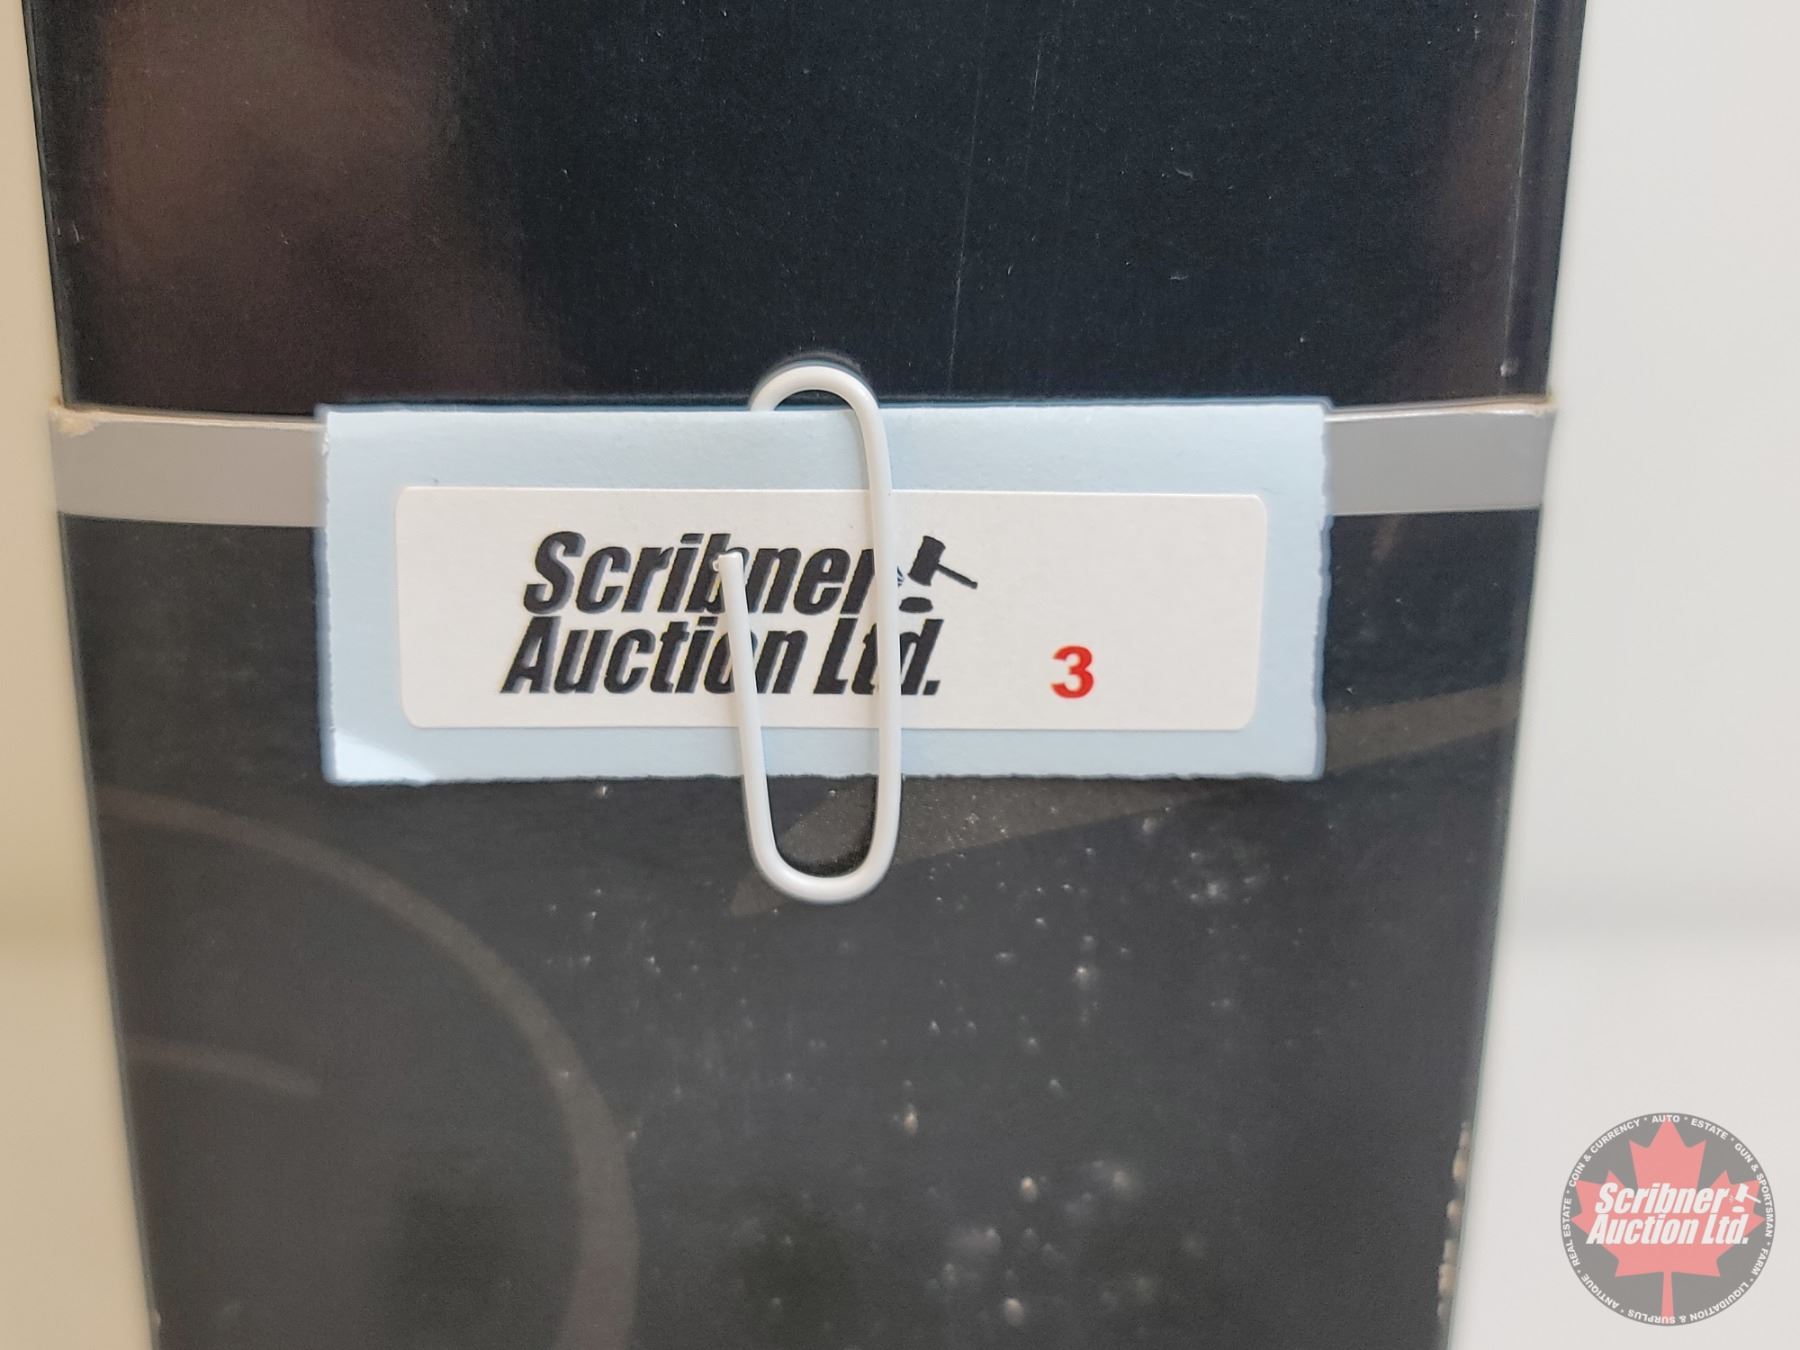 Scribner
Auction Ltd.
3
COIN & CURRENCY • AUTO • ESTATE • GUN & SPORTSMAN • FARM • LIQUIDATION & SURPLUS • ANTIQUE • REAL ESTATE •
Scribner
Auction Ltd.